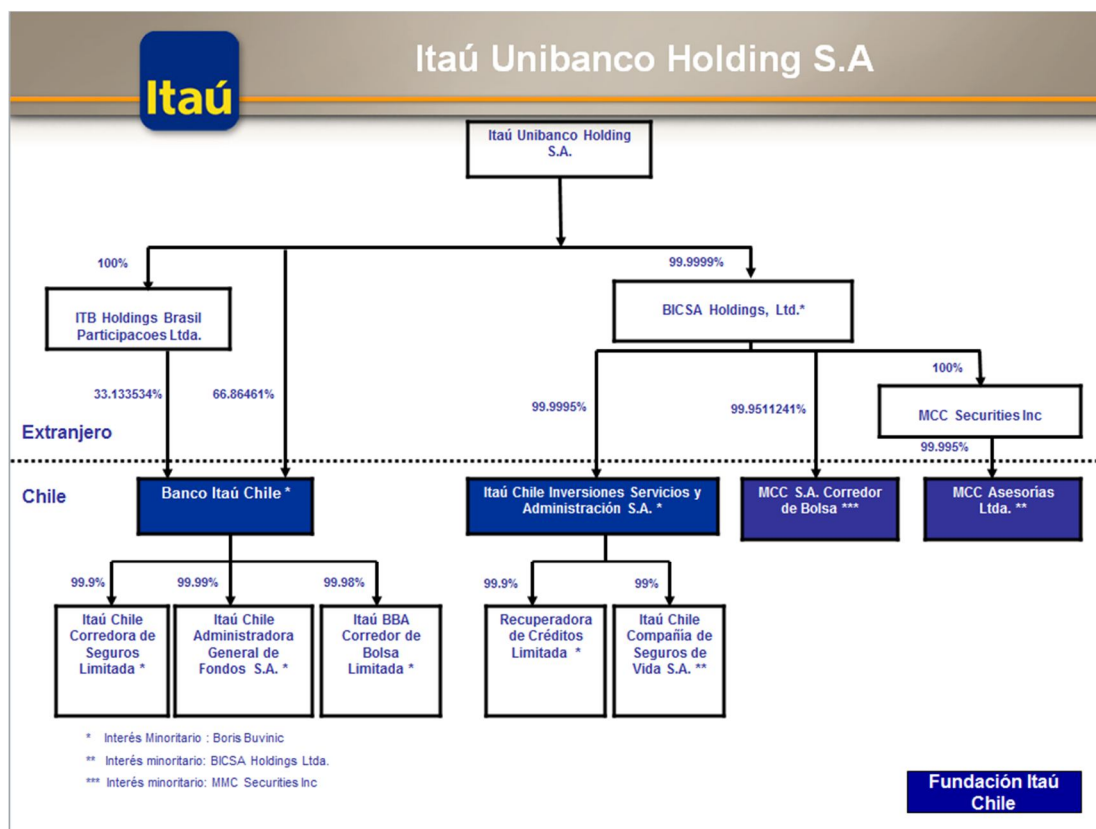 Itaú Unibanco Holding S.A
Itaú
Itaú Unibanco Holding
S.A.
100%
99.9999%
ITB Holdings Brasil
Participacoes Ltda.
BICSA Holdings, Ltd.*
33.133534%
66.86461%
99.9995%
99.9511241%
100%
MCC Securities Inc
99.995%
Extranjero
Chile
Banco Itaú Chile *
Itaú Chile Inversiones Servicios y
Administración S.A. *
MCC S.A. Corredor
de Bolsa ***
MCC Asesorías
Ltda. **
99.9%
99.99%
99.98%
99.9%
99%
Itaú Chile
Corredora de
Seguros
Limitada *
Itaú Chile
Administradora
General de
Fondos S.A. *
Itaú BBA
Corredor de
Bolsa
Limitada *
Recuperadora
de Créditos
Limitada *
Itaú Chile
Compañía de
Seguros de
Vida S.A. **
* Interés Minoritario : Boris Buvinic
** Interés minoritario: BICSA Holdings Ltda.
*** Interés minoritario: MMC Securities Inc
Fundación Itaú
Chile